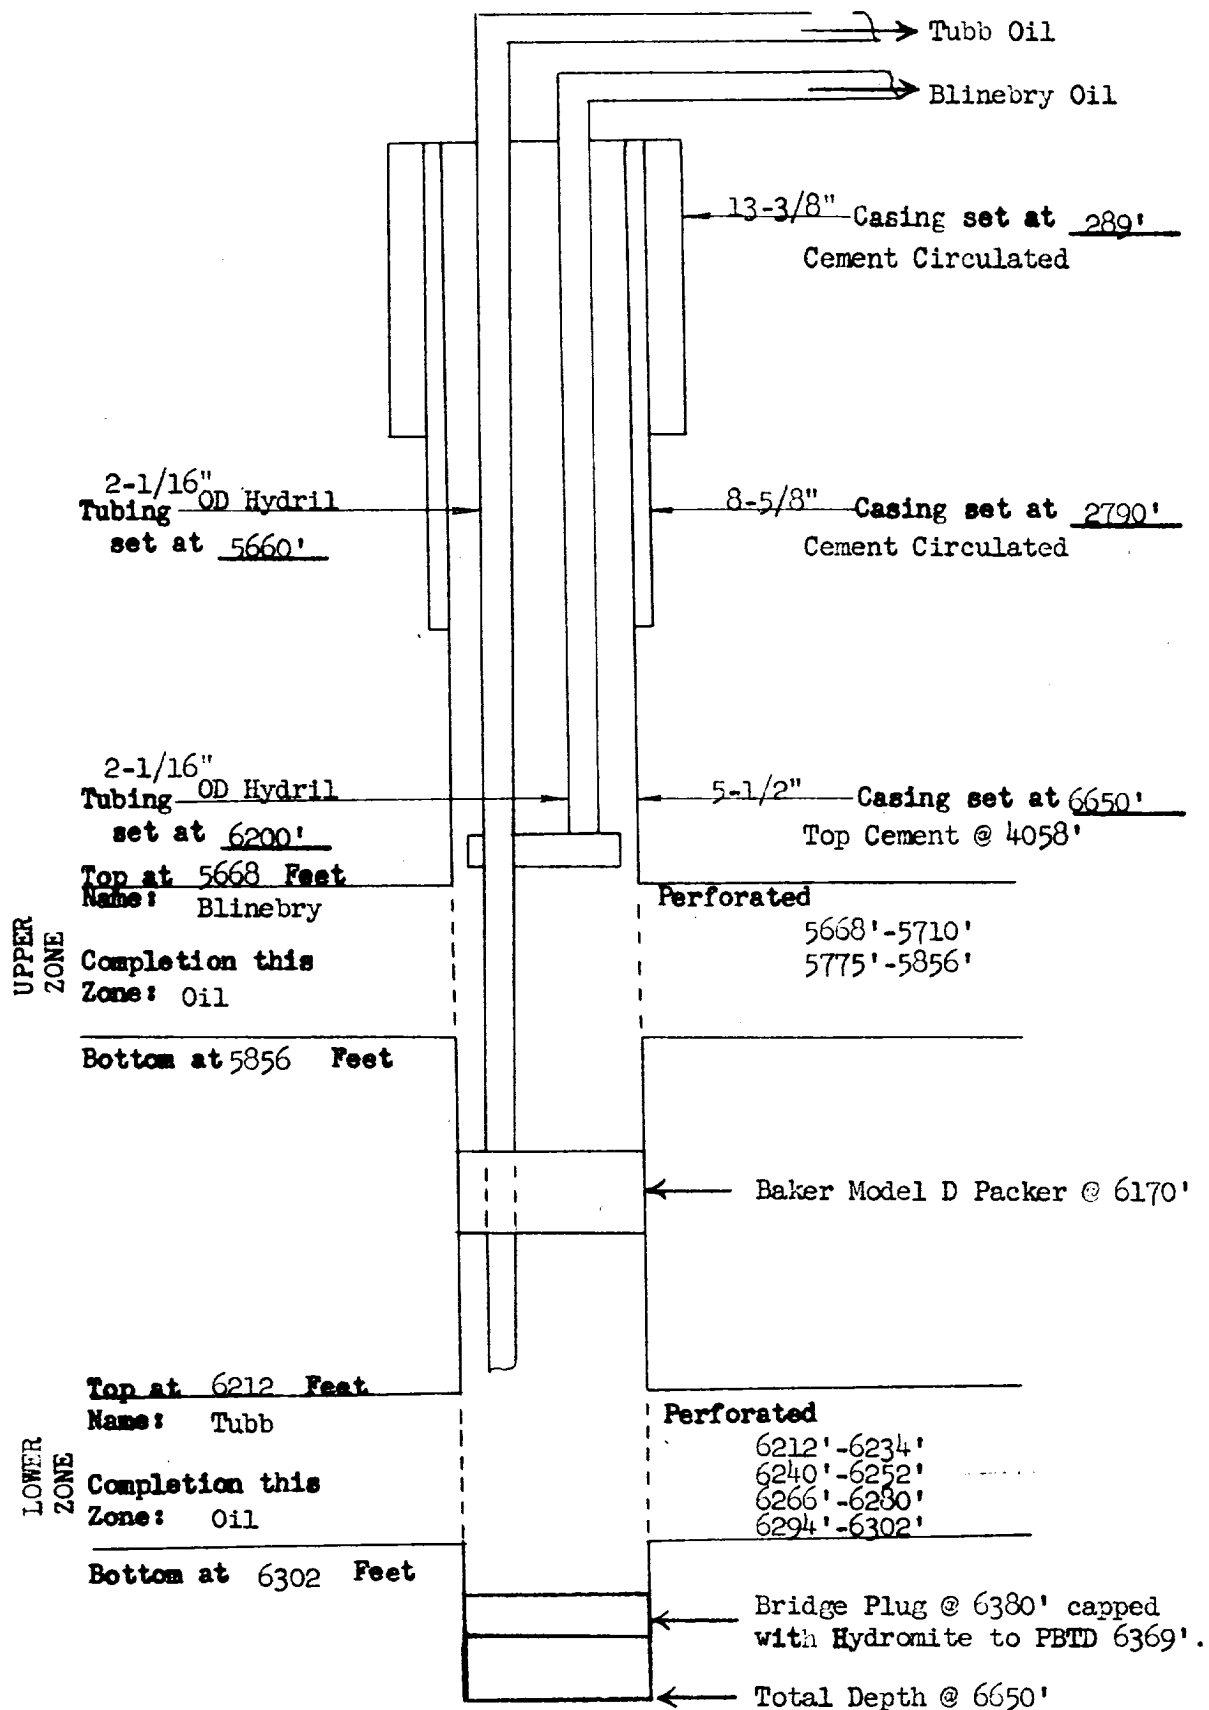 Tubb Oil
Blinebry Oil
13-3/8" Casing set at 289'
Cement Circulated
2-1/16"
Tubing OD Hydril
set at 5660'
8-5/8" Casing set at 2790'
Cement Circulated
2-1/16"
Tubing OD Hydril
set at 6200'
5-1/2" Casing set at 6650'
Top Cement @ 4058'
UPPER
ZONE
Top at 5668 Feet
Name: Blinebry
Completion this
Zone: Oil
Bottom at 5856 Feet
Perforated
5668'-5710'
5775'-5856'
Baker Model D Packer @ 6170'
LOWER
ZONE
Top at 6212 Feet
Name: Tubb
Completion this
Zone: Oil
Bottom at 6302 Feet
Perforated
6212'-6234'
6240'-6252'
6266'-6280'
6294'-6302'
Bridge Plug @ 6380' capped
with Hydromite to PBTD 6369'.
Total Depth @ 6650'